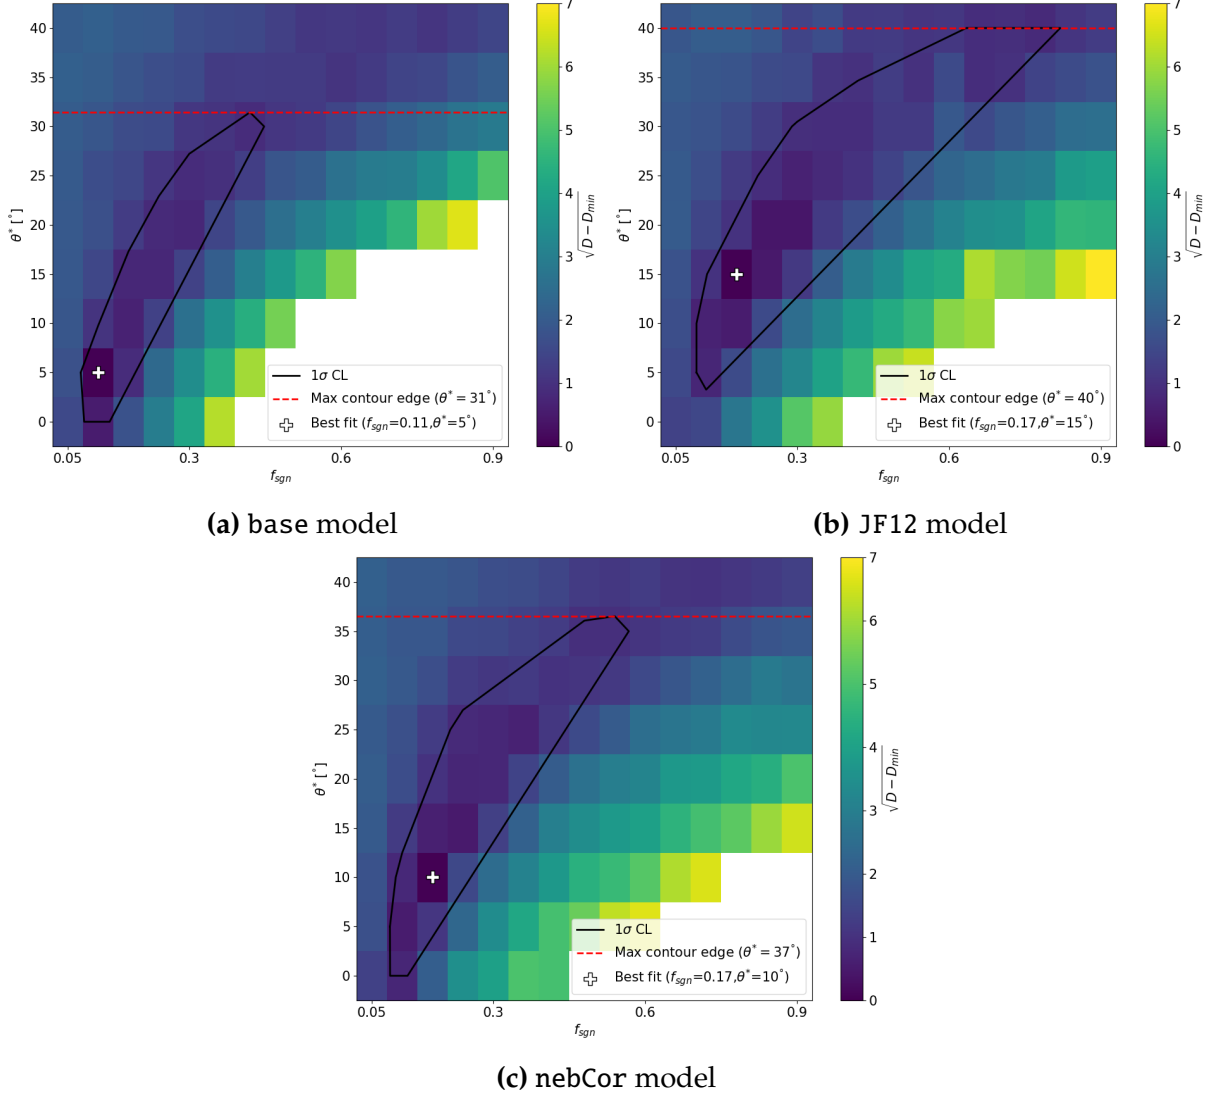 40
35
30
25
20
15
10
5
0
θ* [°]
0.05 0.3 0.6 0.9
f_sgn
1σ CL
Max contour edge (θ* = 31°)
Best fit (f_sgn=0.11,θ*=5°)
7
6
5
4
3
2
1
0
√D − D_min
(a) base model
40
35
30
25
20
15
10
5
0
θ* [°]
0.05 0.3 0.6 0.9
f_sgn
1σ CL
Max contour edge (θ* = 40°)
Best fit (f_sgn=0.17,θ*=15°)
7
6
5
4
3
2
1
0
√D − D_min
(b) JF12 model
40
35
30
25
20
15
10
5
0
θ* [°]
0.05 0.3 0.6 0.9
f_sgn
1σ CL
Max contour edge (θ* = 37°)
Best fit (f_sgn=0.17,θ*=10°)
7
6
5
4
3
2
1
0
√D − D_min
(c) nebCor model